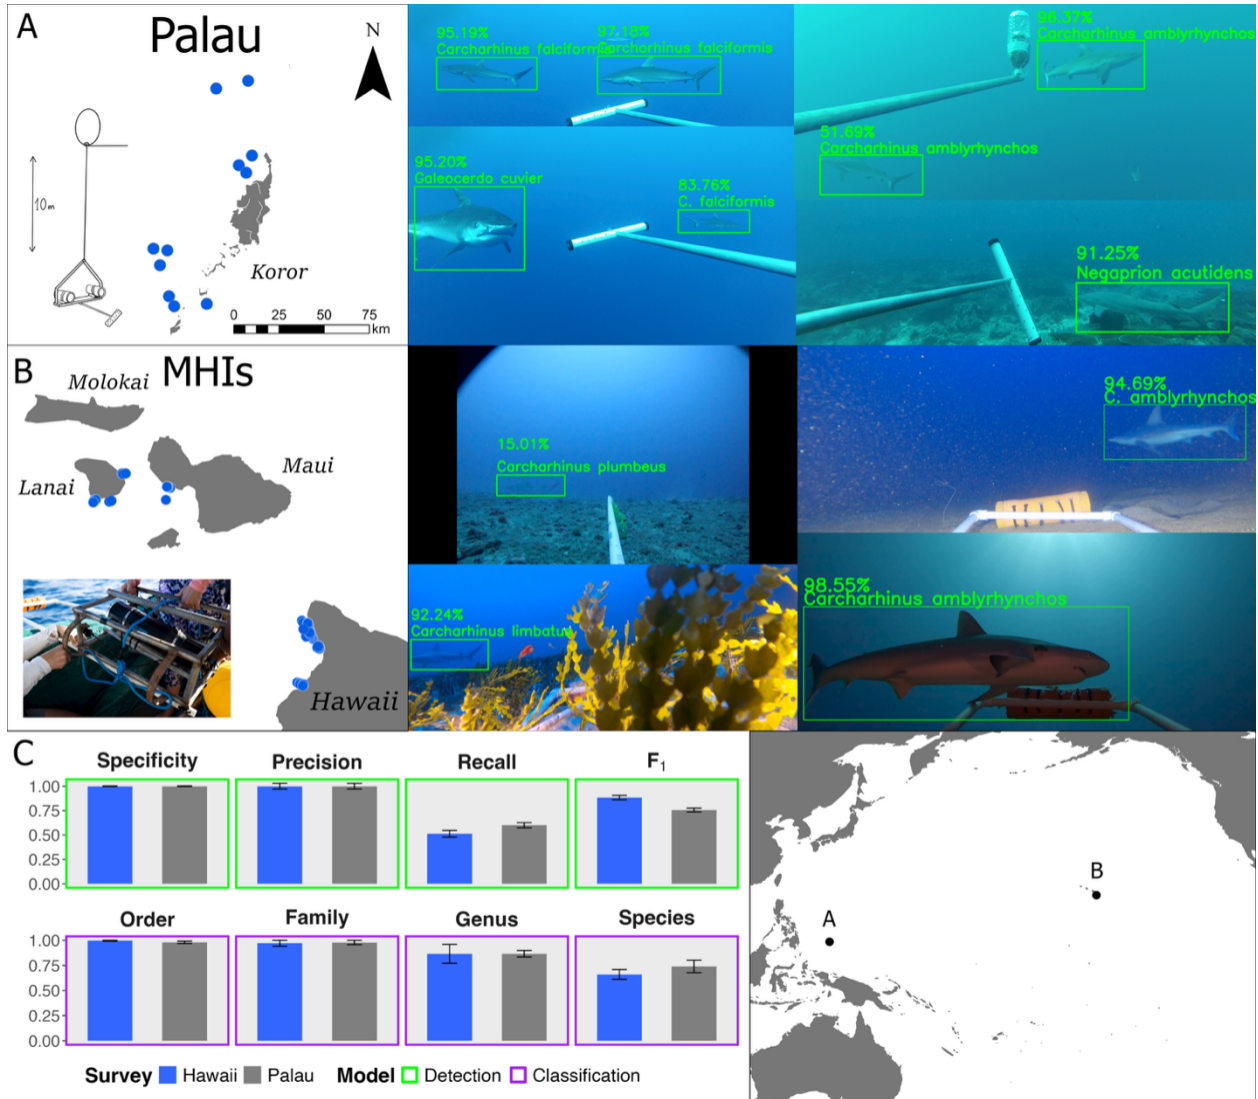 A
Palau
N
10m
Koror
0 25 50 75
km
95.19%
Carcharhinus falciformis
97.18%
Carcharhinus falciformis
95.20%
Galeocerdo cuvier
83.76%
C. falciformis
96.37%
Carcharhinus amblyrhynchos
51.69%
Carcharhinus amblyrhynchos
91.25%
Negaprion acutidens
B
MHIs
Molokai
Lanai
Maui
Hawaii
15.01%
Carcharhinus plumbeus
94.69%
C. amblyrhynchos
92.24%
Carcharhinus limbatus
98.55%
Carcharhinus amblyrhynchos
C
Specificity Precision Recall F₁
1.00
0.75
0.50
0.25
0.00
Order Family Genus Species
1.00
0.75
0.50
0.25
0.00
Survey Hawaii Palau Model Detection Classification
A
B